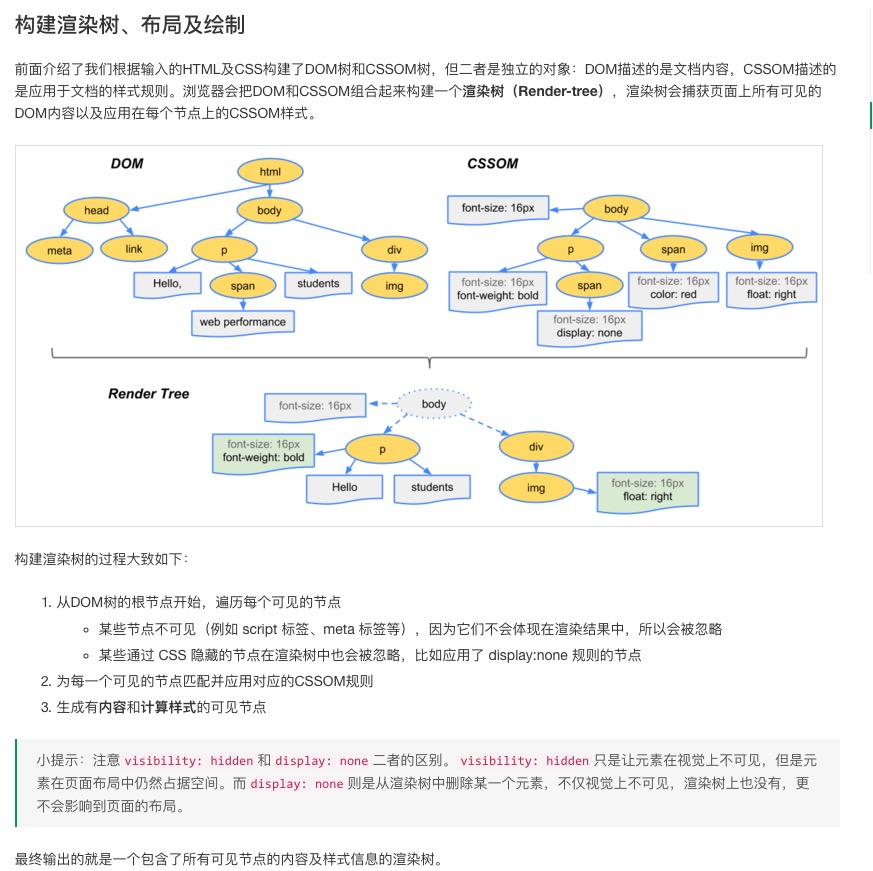 构建渲染树、布局及绘制
前面介绍了我们根据输入的HTML及CSS构建了DOM树和CSSOM树，但二者是独立的对象：DOM描述的是文档内容，CSSOM描述的
是应用于文档的样式规则。浏览器会把DOM和CSSOM组合起来构建一个渲染树（Render-tree），渲染树会捕获页面上所有可见的
DOM内容以及应用在每个节点上的CSSOM样式。
DOM
html
head
body
meta
link
p
div
Hello,
span
students
img
web performance
CSSOM
font-size: 16px
body
p
span
img
font-size: 16px
font-weight: bold
span
font-size: 16px
color: red
font-size: 16px
float: right
font-size: 16px
display: none
Render Tree
font-size: 16px
body
font-size: 16px
font-weight: bold
p
div
Hello
students
img
font-size: 16px
float: right
构建渲染树的过程大致如下：
1. 从DOM树的根节点开始，遍历每个可见的节点
某些节点不可见（例如 script 标签、meta 标签等），因为它们不会体现在渲染结果中，所以会被忽略
某些通过 CSS 隐藏的节点在渲染树中也会被忽略，比如应用了 display:none 规则的节点
2. 为每一个可见的节点匹配并应用对应的CSSOM规则
3. 生成有内容和计算样式的可见节点
小提示：注意 visibility: hidden 和 display: none 二者的区别。 visibility: hidden 只是让元素在视觉上不可见，但是元
素在页面布局中仍然占据空间。而 display: none 则是从渲染树中删除某一个元素，不仅视觉上不可见，渲染树上也没有，更
不会影响到页面的布局。
最终输出的就是一个包含了所有可见节点的内容及样式信息的渲染树。